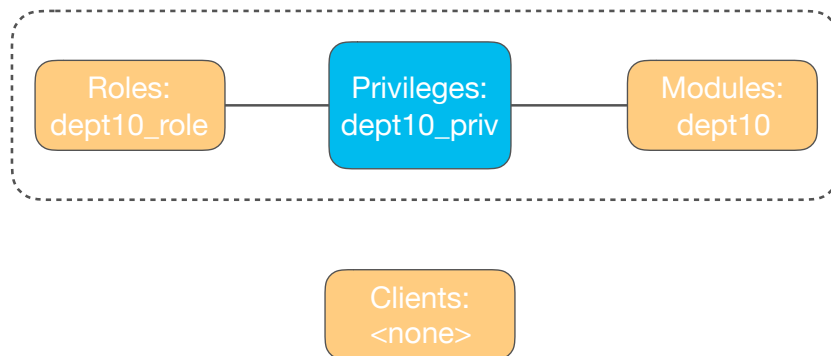 Roles:
dept10_role
Privileges:
dept10_priv
Modules:
dept10
Clients:
<none>